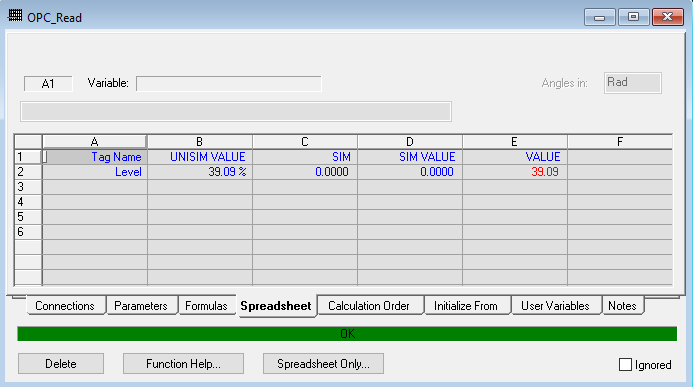 OPC_Read
A1 Variable: Angles in: Rad
A B C D E F
1 Tag Name UNISIM VALUE SIM SIM VALUE VALUE
2 Level 39.09 % 0.0000 0.0000 39.09
3
4
5
6
Connections Parameters Formulas Spreadsheet Calculation Order Initialize From User Variables Notes
OK
Delete Function Help... Spreadsheet Only... Ignored